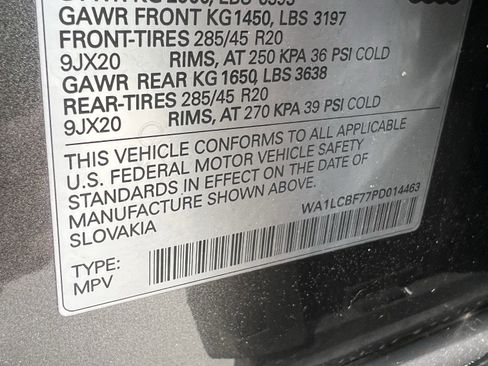 GAWR FRONT KG1450, LBS 3197
FRONT-TIRES 285/45 R20
9JX20 RIMS, AT 250 KPA 36 PSI COLD
GAWR REAR KG 1650, LBS 3638
REAR-TIRES 285/45 R20
9JX20 RIMS, AT 270 KPA 39 PSI COLD
THIS VEHICLE CONFORMS TO ALL APPLICABLE
U.S. FEDERAL MOTOR VEHICLE SAFETY
STANDARDS IN EFFECT ON THE DATE OF
MANUFACTURE SHOWN ABOVE.
SLOVAKIA
WA1LCBF77PD014463
TYPE:
MPV